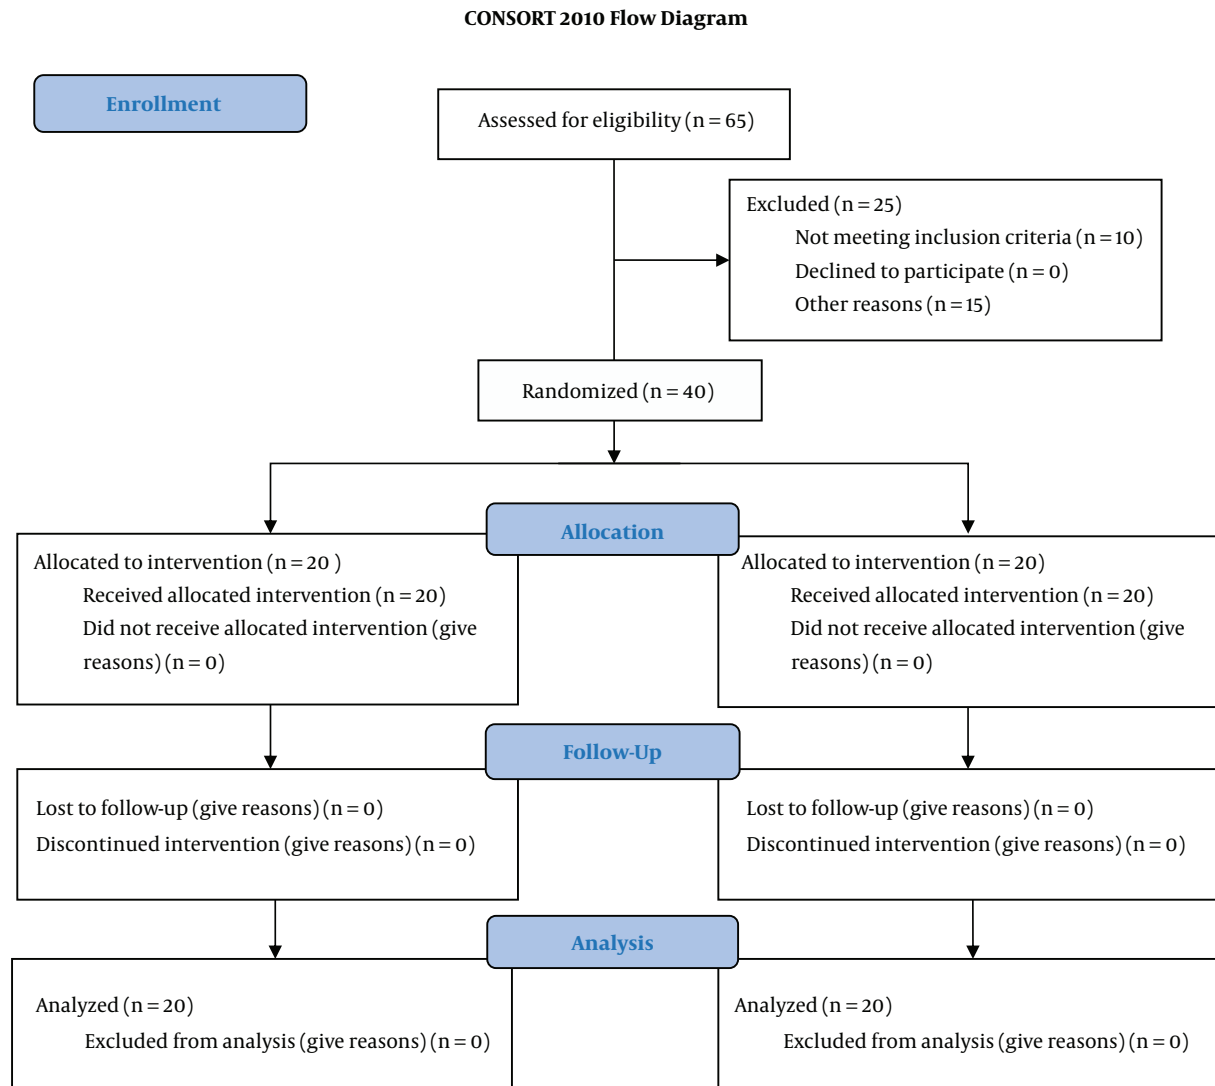 CONSORT 2010 Flow Diagram
Enrollment
Assessed for eligibility (n = 65)
Excluded (n = 25)
Not meeting inclusion criteria (n = 10)
Declined to participate (n = 0)
Other reasons (n = 15)
Randomized (n = 40)
Allocation
Allocated to intervention (n = 20 )
Received allocated intervention (n = 20)
Did not receive allocated intervention (give
reasons) (n = 0)
Allocated to intervention (n = 20)
Received allocated intervention (n = 20)
Did not receive allocated intervention (give
reasons) (n = 0)
Follow-Up
Lost to follow-up (give reasons) (n = 0)
Discontinued intervention (give reasons) (n = 0)
Lost to follow-up (give reasons) (n = 0)
Discontinued intervention (give reasons) (n = 0)
Analysis
Analyzed (n = 20)
Excluded from analysis (give reasons) (n = 0)
Analyzed (n = 20)
Excluded from analysis (give reasons) (n = 0)